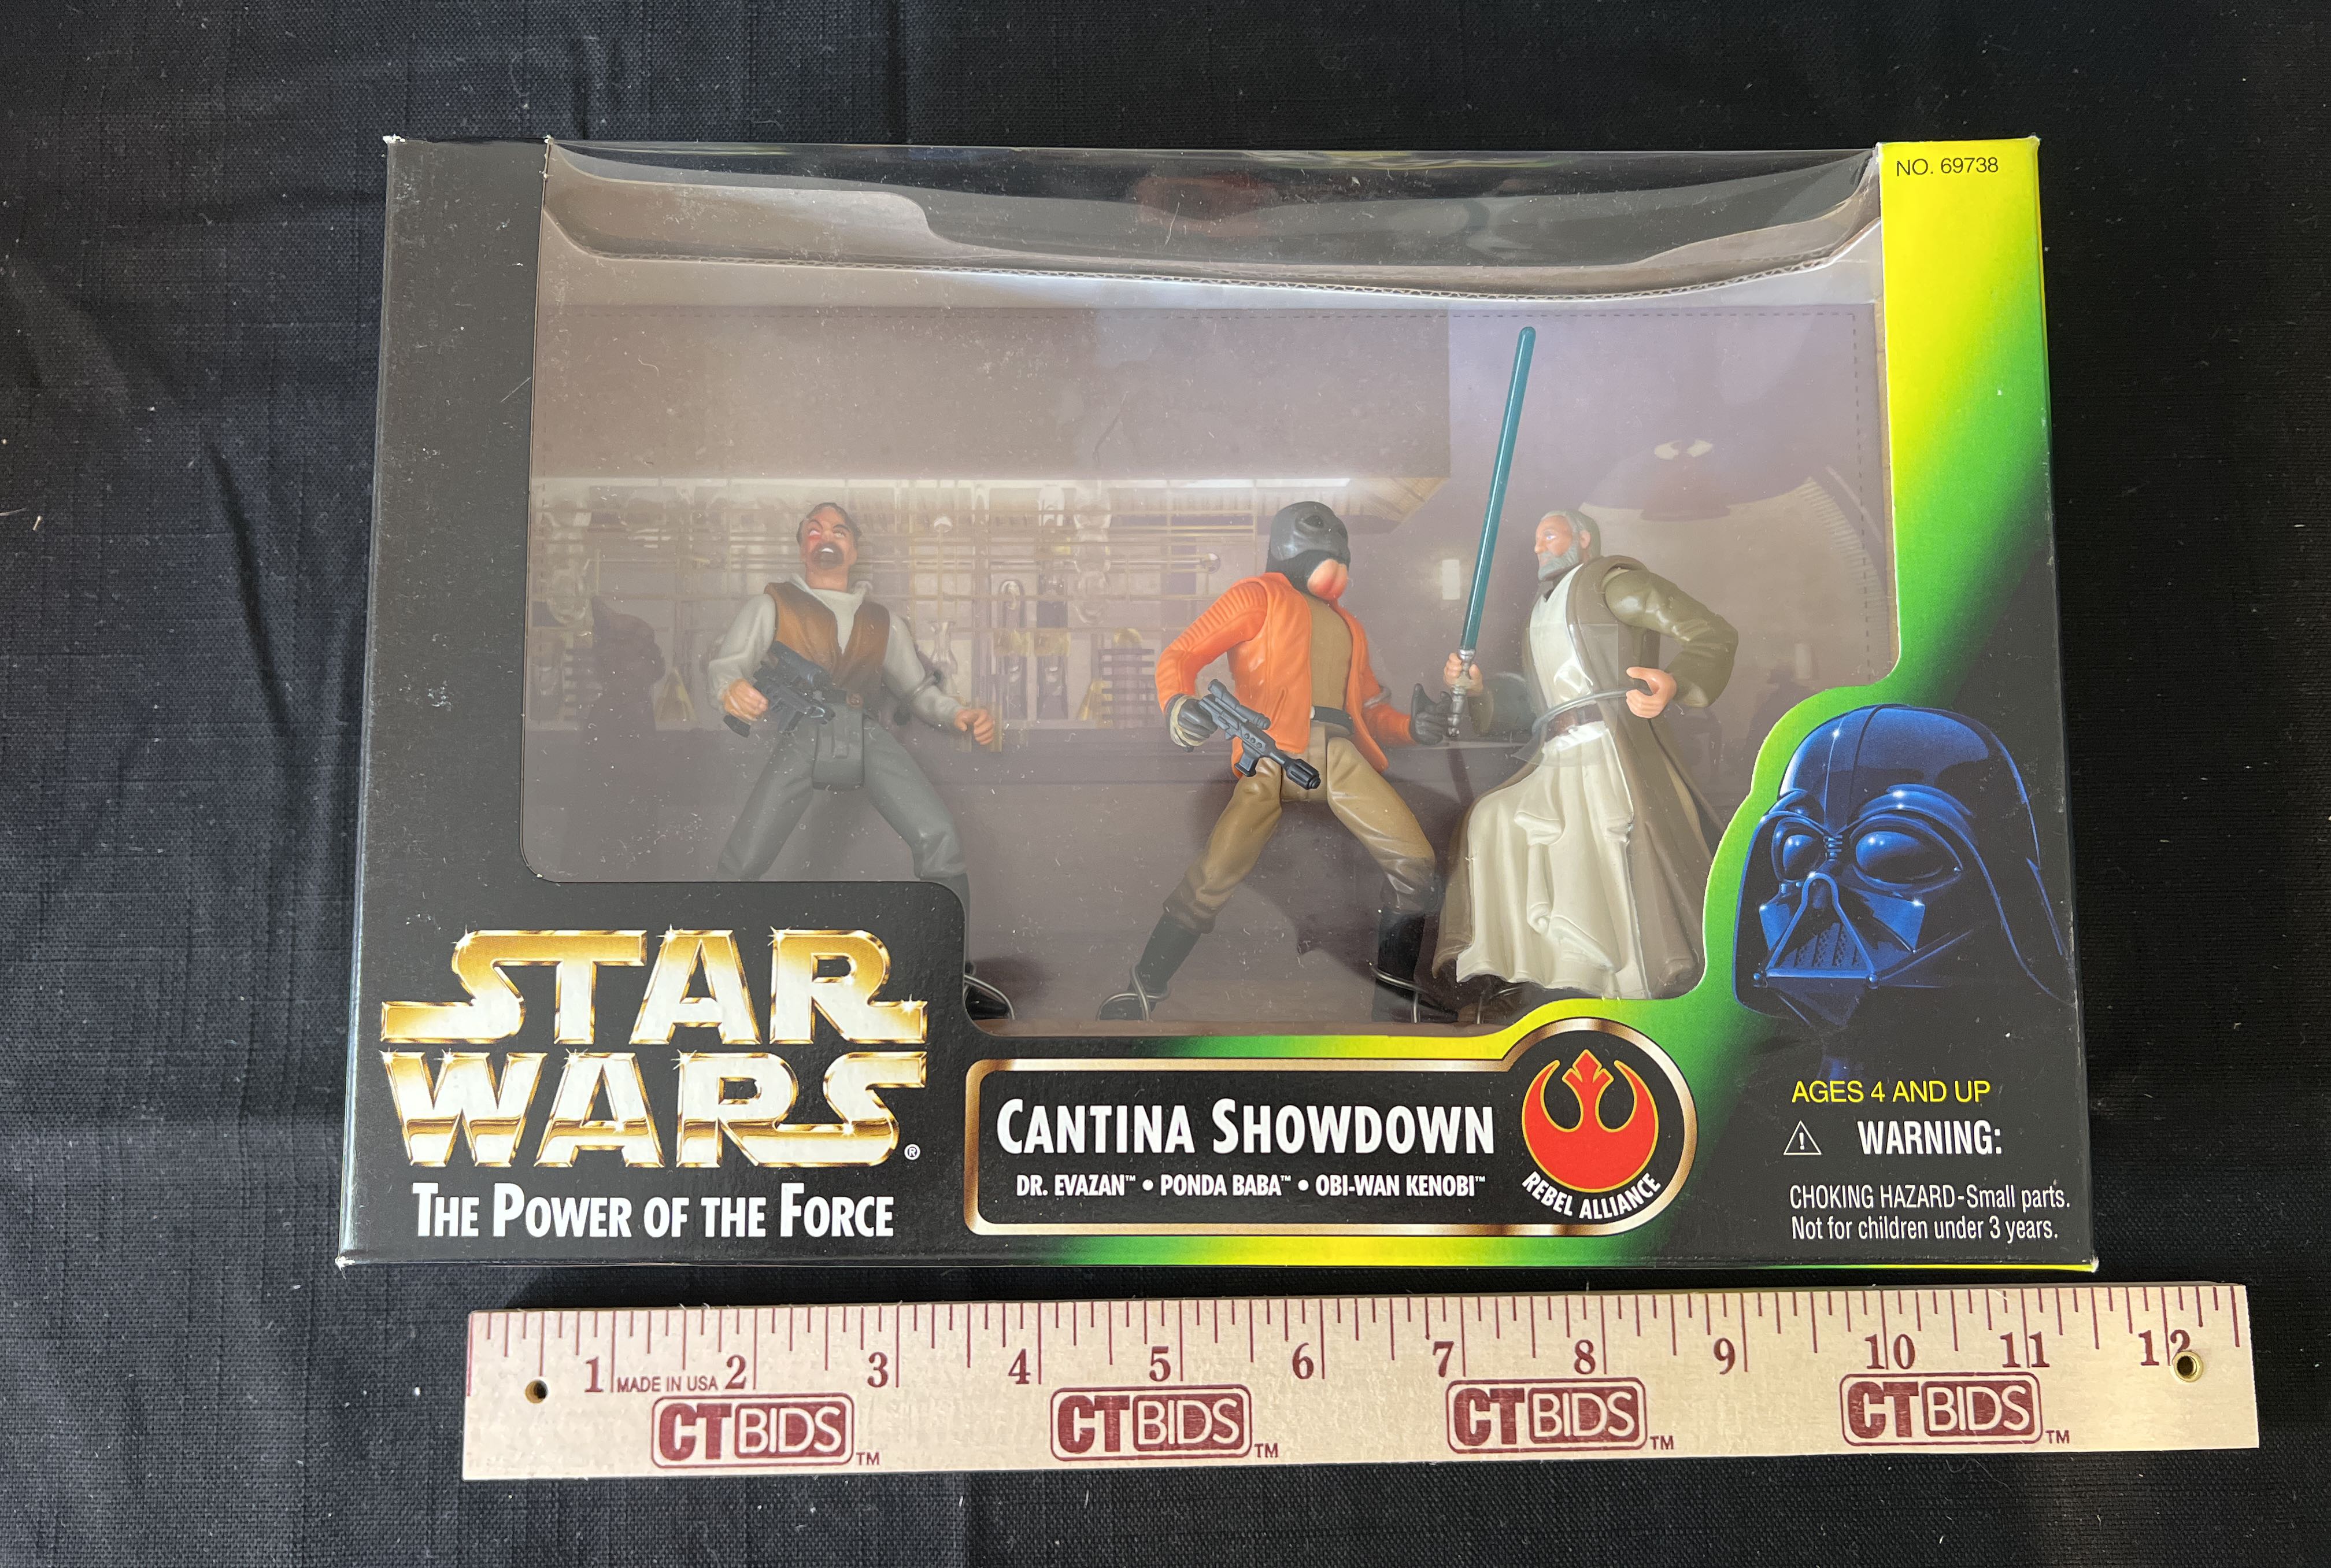 NO. 69738
STAR
WARS®
THE POWER OF THE FORCE
CANTINA SHOWDOWN
DR. EVAZAN™ • PONDA BABA™ • OBI-WAN KENOBI™
REBEL ALLIANCE
AGES 4 AND UP
WARNING:
CHOKING HAZARD-Small parts.
Not for children under 3 years.
1 2 3 4 5 6 7 8 9 10 11 12
MADE IN USA
CTBIDS™ CTBIDS™ CTBIDS™ CTBIDS™